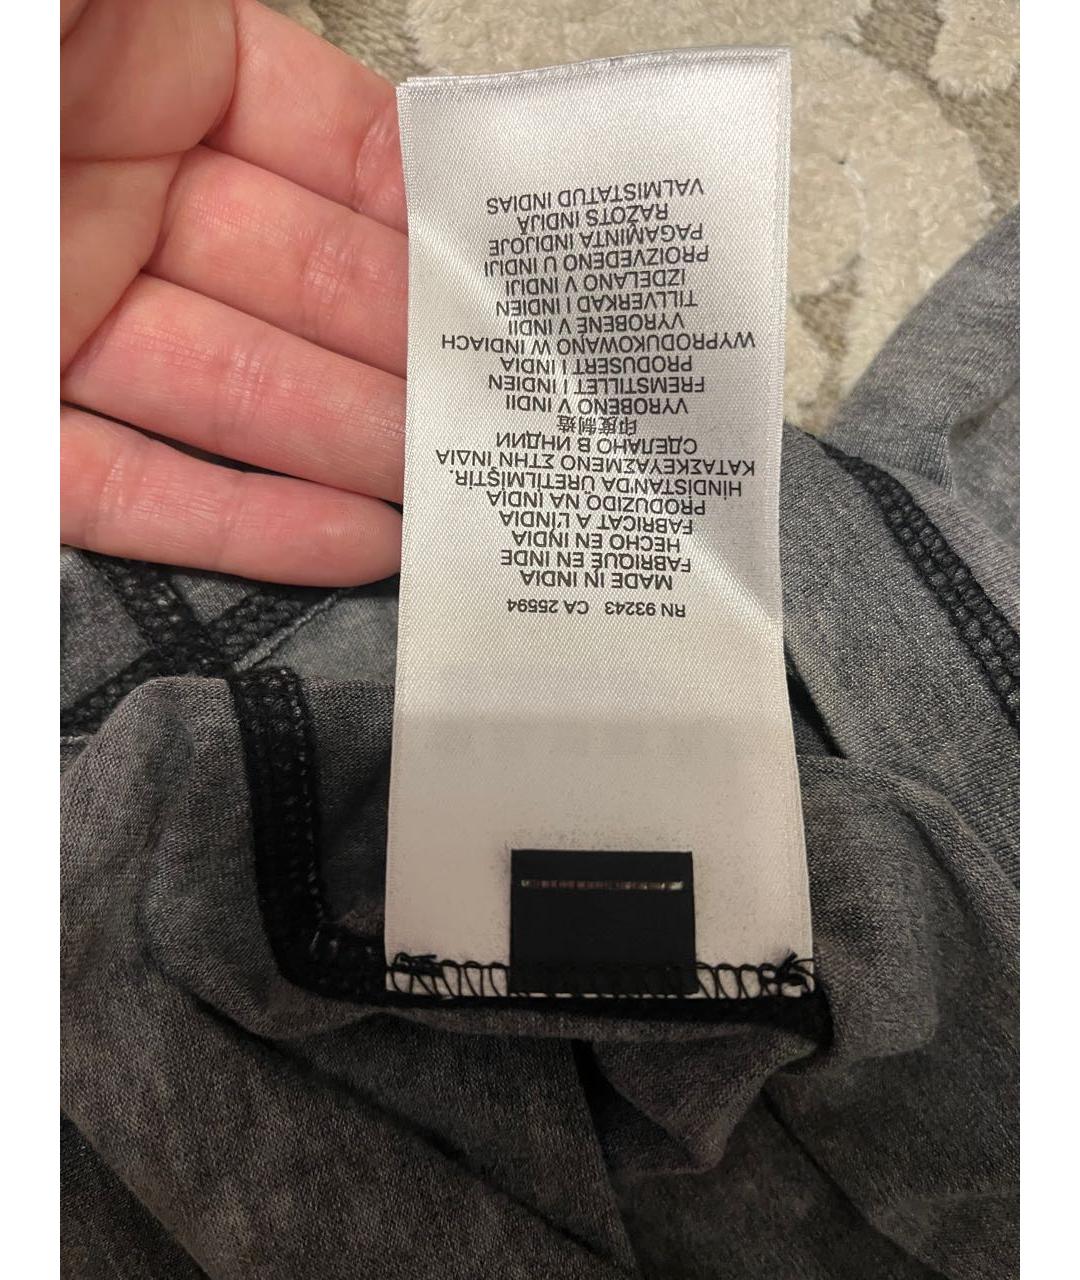 RN 93243 CA 25594
MADE IN INDIA
FABRIQUÉ EN INDE
HECHO EN INDIA
FABRICAT A L'INDIA
PRODUZIDO NA INDIA
HİNDİSTAN'DA ÜRETİLMİŞTİR.
ΚΑΤΑΣΚΕΥΑΣΜΕΝΟ ΣΤΗΝ ΙΝΔΙΑ
СДЕЛАНО В ИНДИИ
印度制造
VYROBENO V INDII
FREMSTILLET I INDIEN
PRODUSERT I INDIA
WYPRODUKOWANO W INDIACH
VYROBENÉ V INDII
TILLVERKAD I INDIEN
IZDELANO V INDIJI
PROIZVEDENO U INDIJI
PAGAMINTA INDIJOJE
RAŽOTS INDIJĀ
VALMISTATUD INDIAS